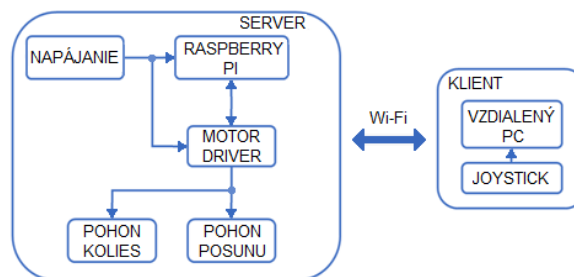 SERVER
NAPÁJANIE
RASPBERRY
PI
MOTOR
DRIVER
POHON
KOLIES
POHON
POSUNU
Wi-Fi
KLIENT
VZDIALENÝ
PC
JOYSTICK